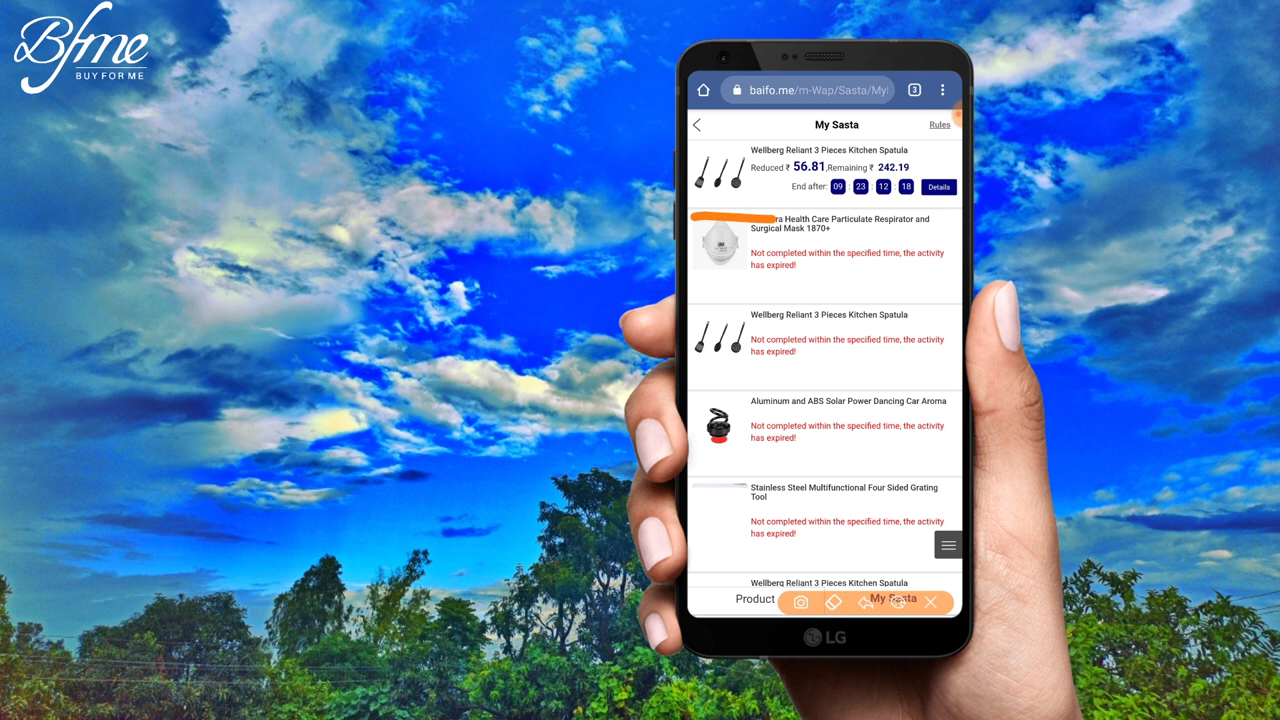 Bfme
BUY FOR ME
3
baifo.me/m-Wap/Sasta/My
My Sasta
Rules
Wellberg Reliant 3 Pieces Kitchen Spatula
Reduced ₹ 56.81,Remaining ₹ 242.19
End after: 09 : 23 : 12 : 18 Details
ra Health Care Particulate Respirator and
Surgical Mask 1870+
3M
Not completed within the specified time, the activity
has expired!
Wellberg Reliant 3 Pieces Kitchen Spatula
Not completed within the specified time, the activity
has expired!
Aluminum and ABS Solar Power Dancing Car Aroma
Not completed within the specified time, the activity
has expired!
Stainless Steel Multifunctional Four Sided Grating
Tool
Not completed within the specified time, the activity
has expired!
Wellberg Reliant 3 Pieces Kitchen Spatula
Product
My Sasta
LG